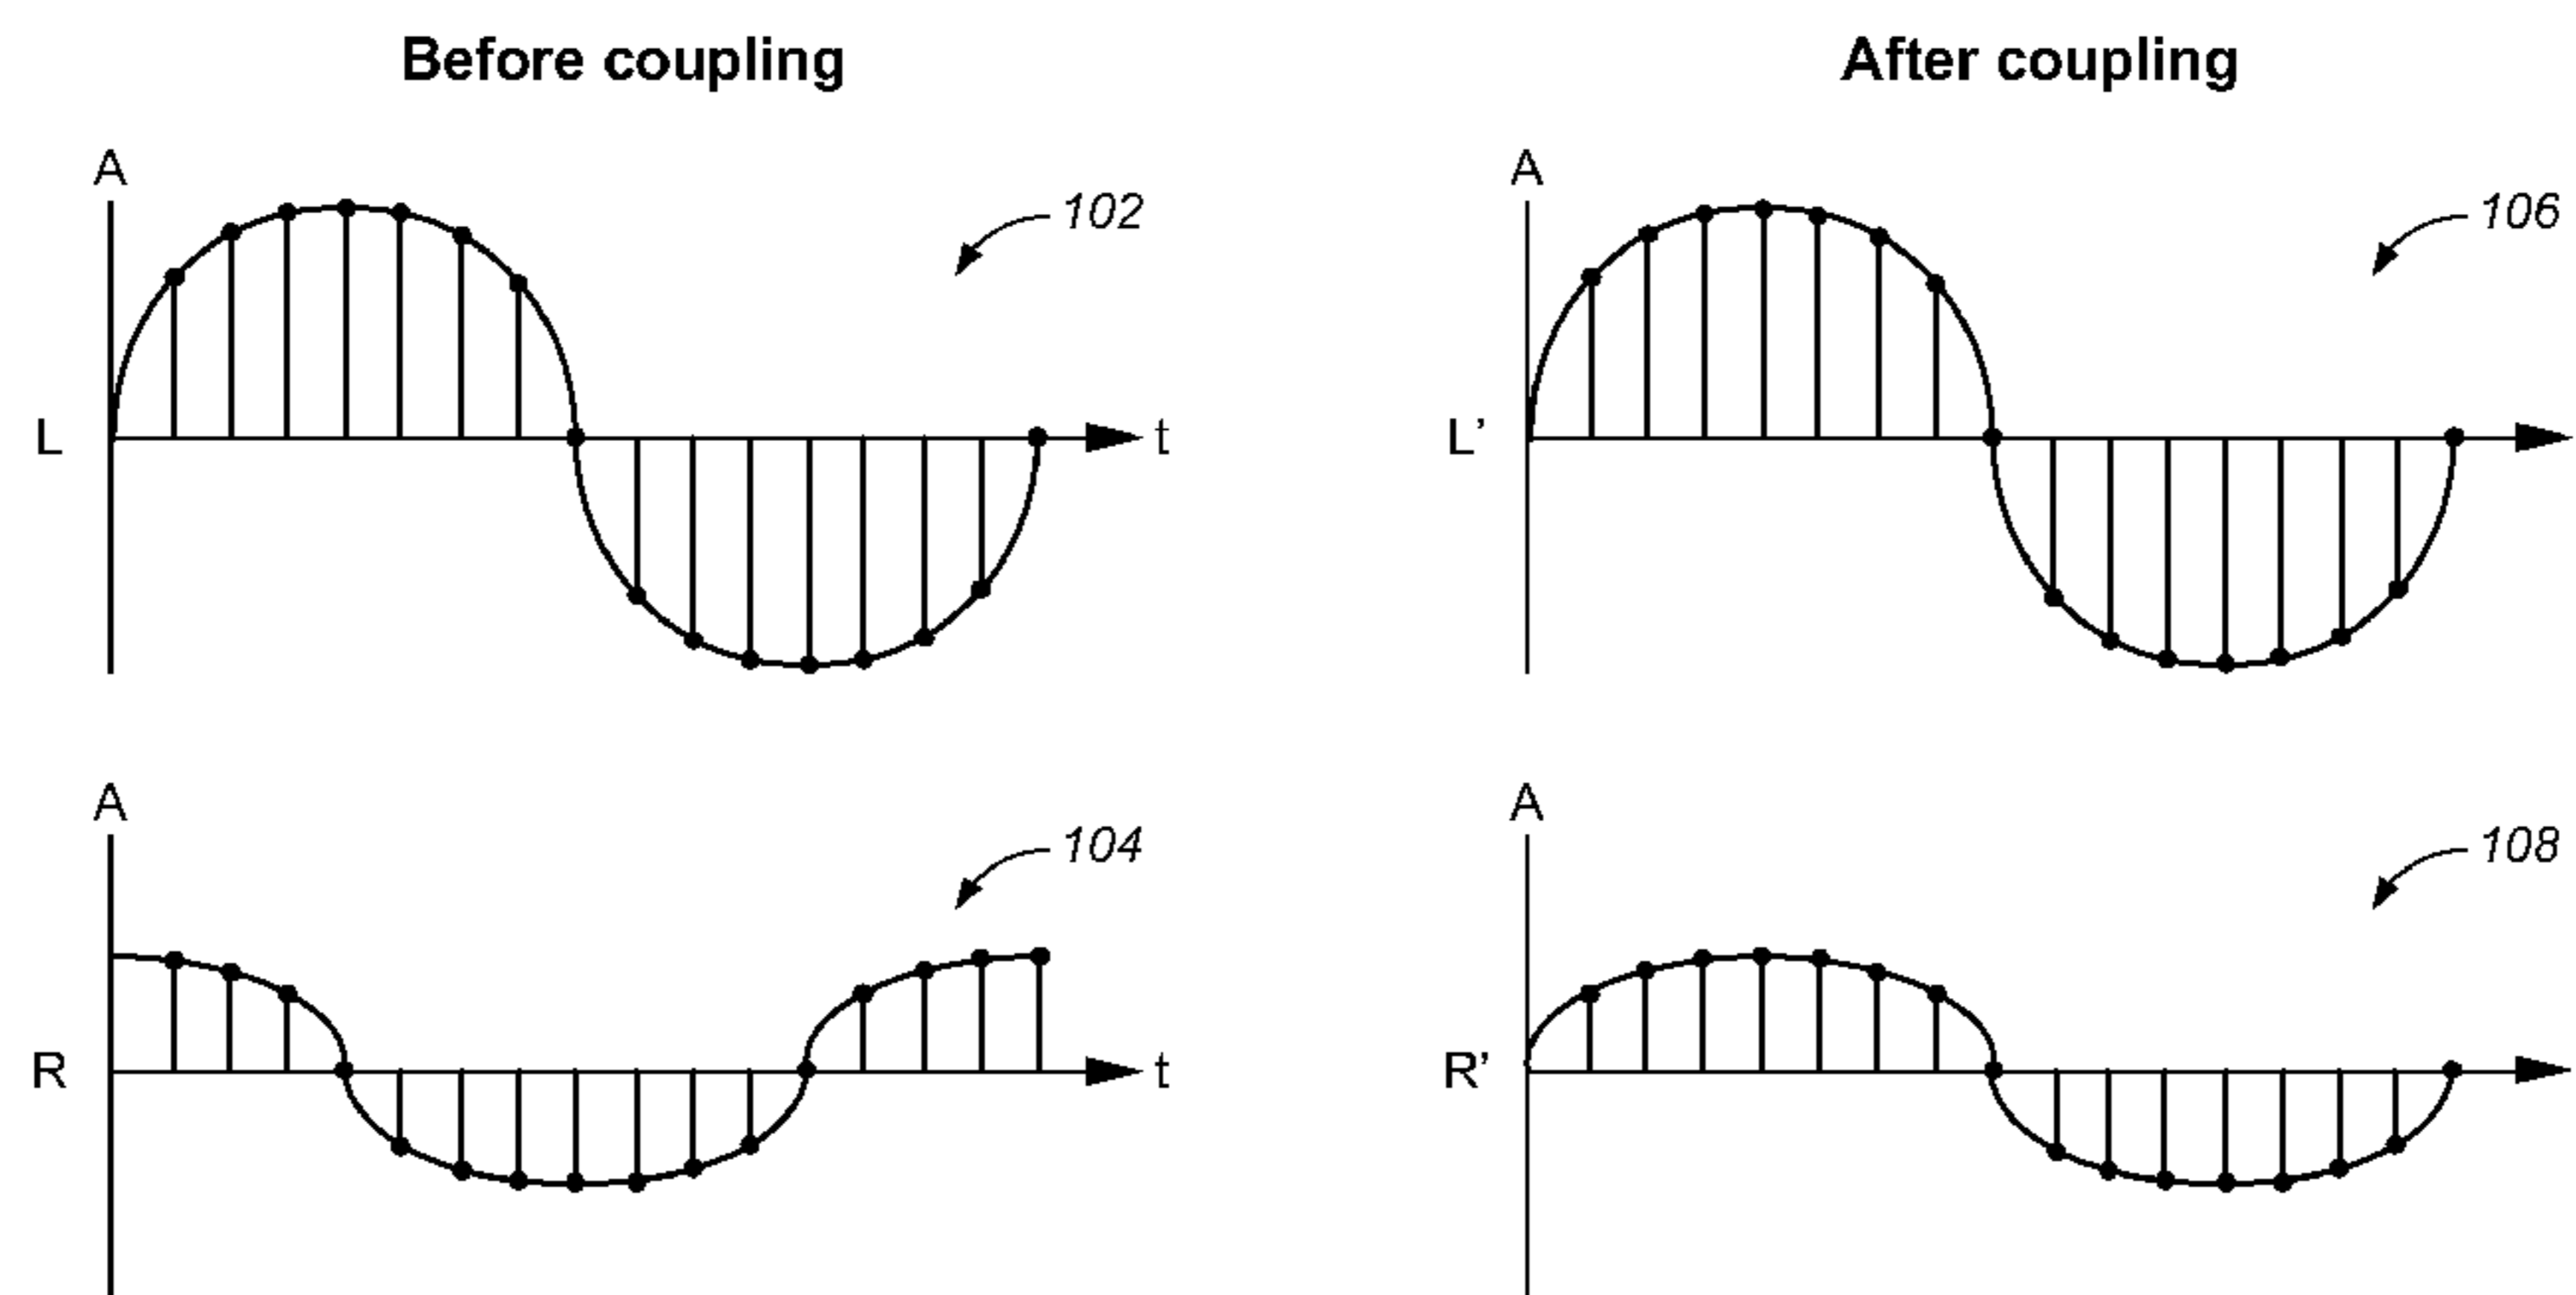 Before coupling
After coupling
A
102
L
t
A
106
L’
A
104
R
t
A
108
R’